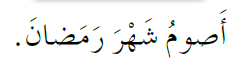 أَصومُ شَهْرَ رَمَضانَ.